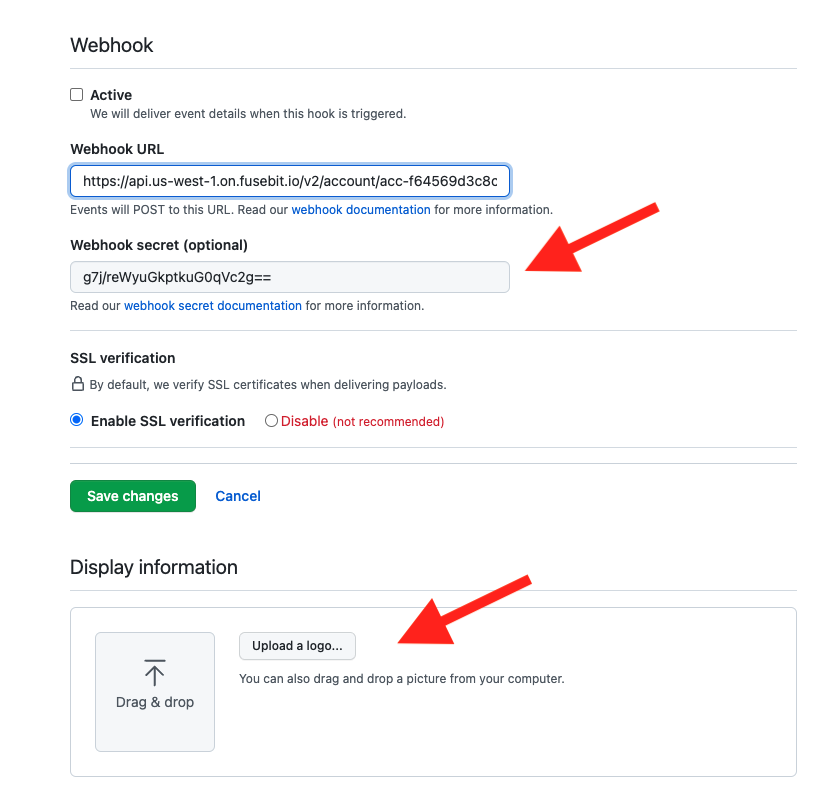 Webhook
Active
We will deliver event details when this hook is triggered.
Webhook URL
https://api.us-west-1.on.fusebit.io/v2/account/acc-f64569d3c8c
Events will POST to this URL. Read our webhook documentation for more information.
Webhook secret (optional)
g7j/reWyuGkptkuG0qVc2g==
Read our webhook secret documentation for more information.
SSL verification
By default, we verify SSL certificates when delivering payloads.
Enable SSL verification Disable (not recommended)
Save changes Cancel
Display information
Upload a logo...
You can also drag and drop a picture from your computer.
Drag & drop